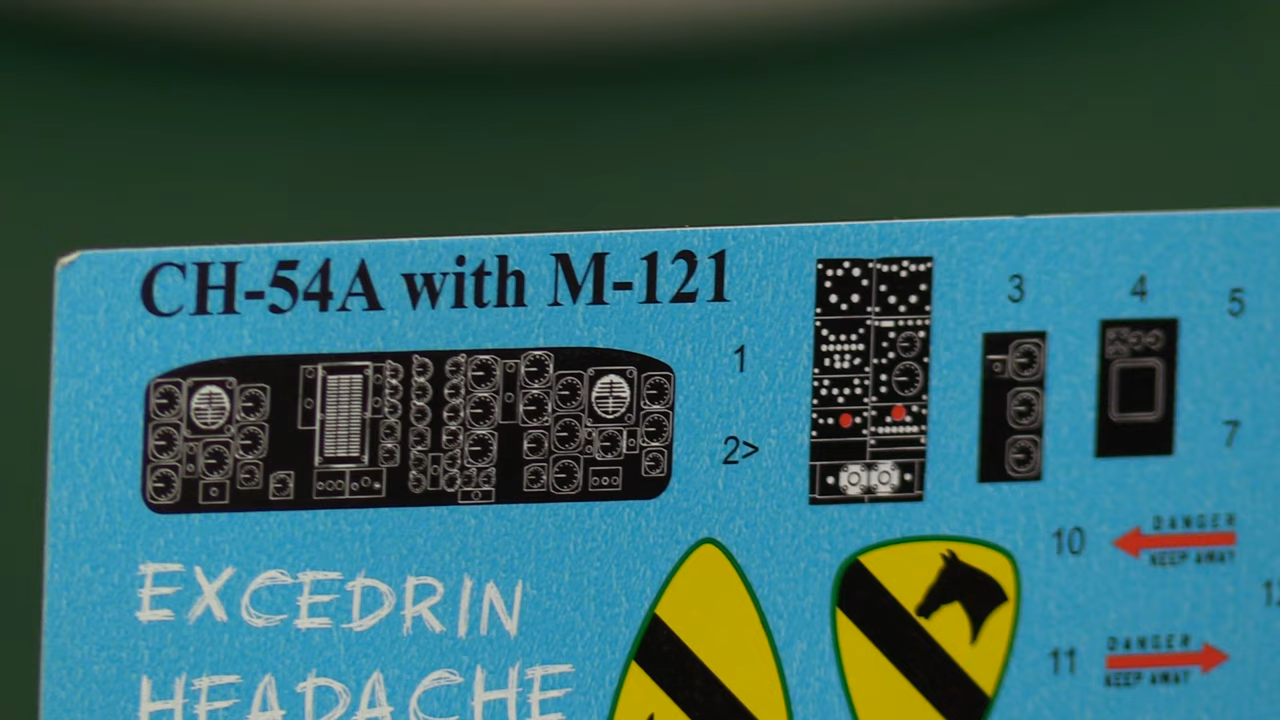 CH-54A with M-121
3
4
5
1
2>
7
10
DANGER
KEEP AWAY
EXCEDRIN
11
DANGER
KEEP AWAY
HEADACHE